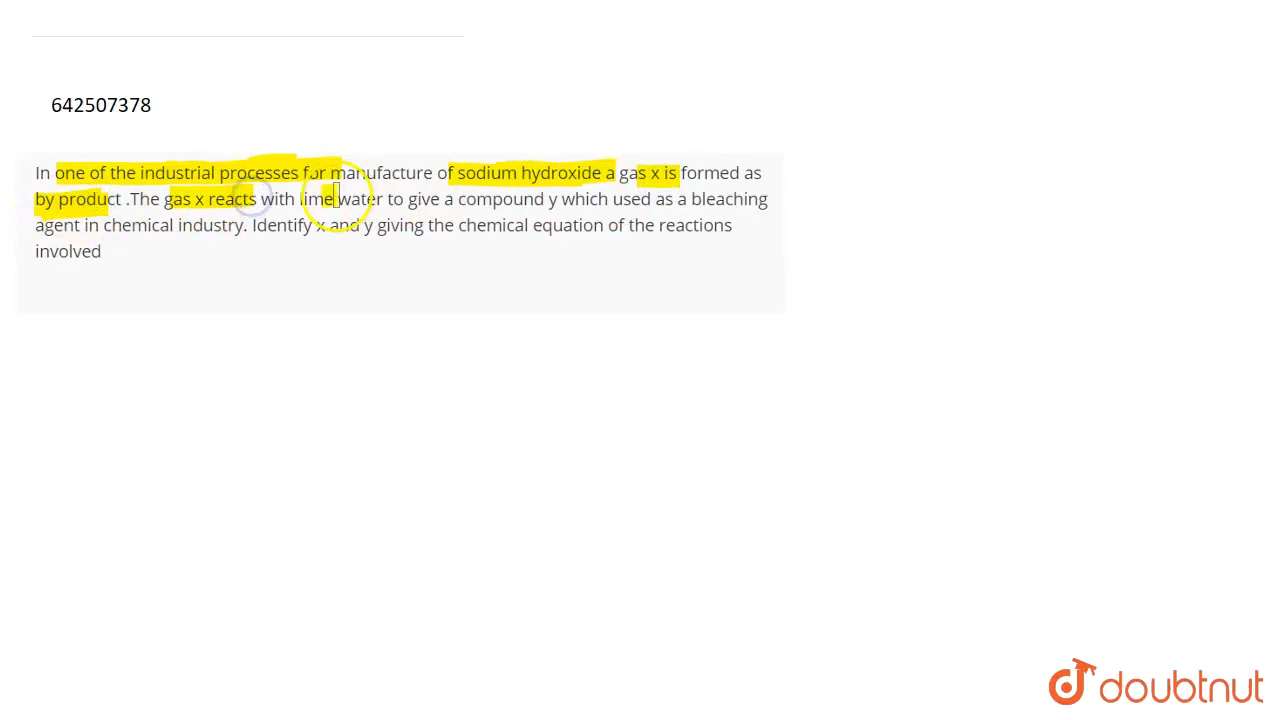 642507378
In one of the industrial processes for manufacture of sodium hydroxide a gas x is formed as
by product .The gas x reacts with lime water to give a compound y which used as a bleaching
agent in chemical industry. Identify x and y giving the chemical equation of the reactions
involved
doubtnut